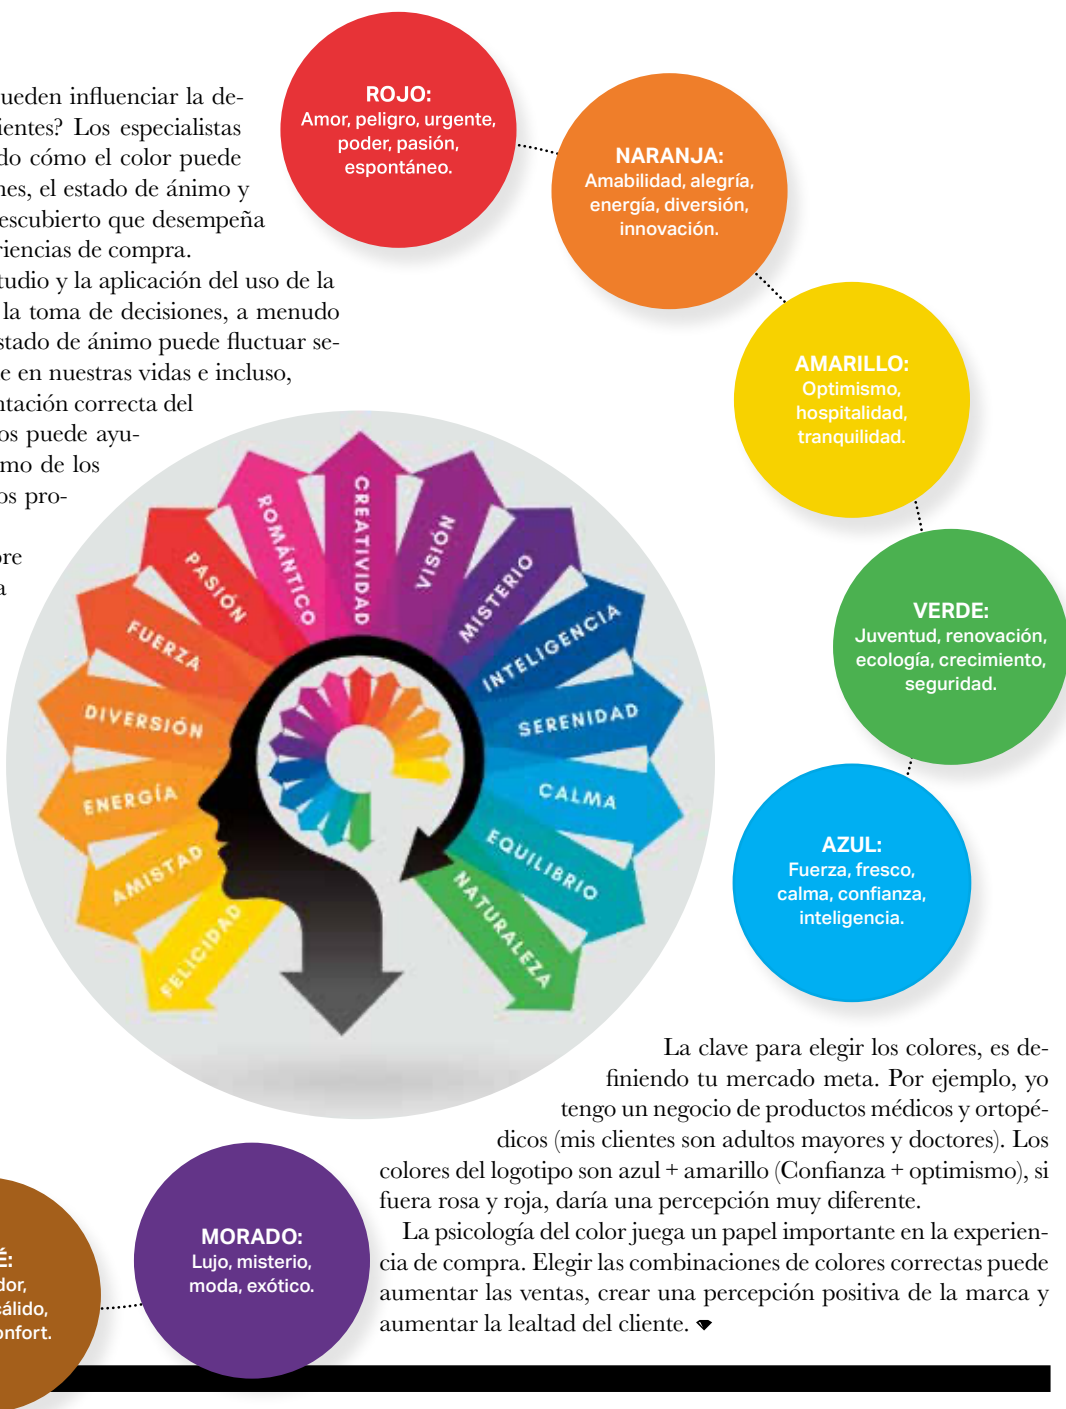 ueden influenciar la de-
ientes? Los especialistas
do cómo el color puede
nes, el estado de ánimo y
escubierto que desempeña
riencias de compra.
tudio y la aplicación del uso de la
la toma de decisiones, a menudo
stado de ánimo puede fluctuar se-
e en nuestras vidas e incluso,
ntación correcta del
os puede ayu-
mo de los
os pro-
re
a
ROJO:
Amor, peligro, urgente,
poder, pasión,
espontáneo.
NARANJA:
Amabilidad, alegría,
energía, diversión,
innovación.
AMARILLO:
Optimismo,
hospitalidad,
tranquilidad.
VERDE:
Juventud, renovación,
ecología, crecimiento,
seguridad.
AZUL:
Fuerza, fresco,
calma, confianza,
inteligencia.
FELICIDAD
AMISTAD
ENERGÍA
DIVERSIÓN
FUERZA
PASIÓN
ROMÁNTICO
CREATIVIDAD
VISIÓN
MISTERIO
INTELIGENCIA
SERENIDAD
CALMA
EQUILIBRIO
NATURALEZA
MORADO:
Lujo, misterio,
moda, exótico.
É:
dor,
cálido,
onfort.
La clave para elegir los colores, es de-
finiendo tu mercado meta. Por ejemplo, yo
tengo un negocio de productos médicos y ortopé-
dicos (mis clientes son adultos mayores y doctores). Los
colores del logotipo son azul + amarillo (Confianza + optimismo), si
fuera rosa y roja, daría una percepción muy diferente.
La psicología del color juega un papel importante en la experien-
cia de compra. Elegir las combinaciones de colores correctas puede
aumentar las ventas, crear una percepción positiva de la marca y
aumentar la lealtad del cliente.